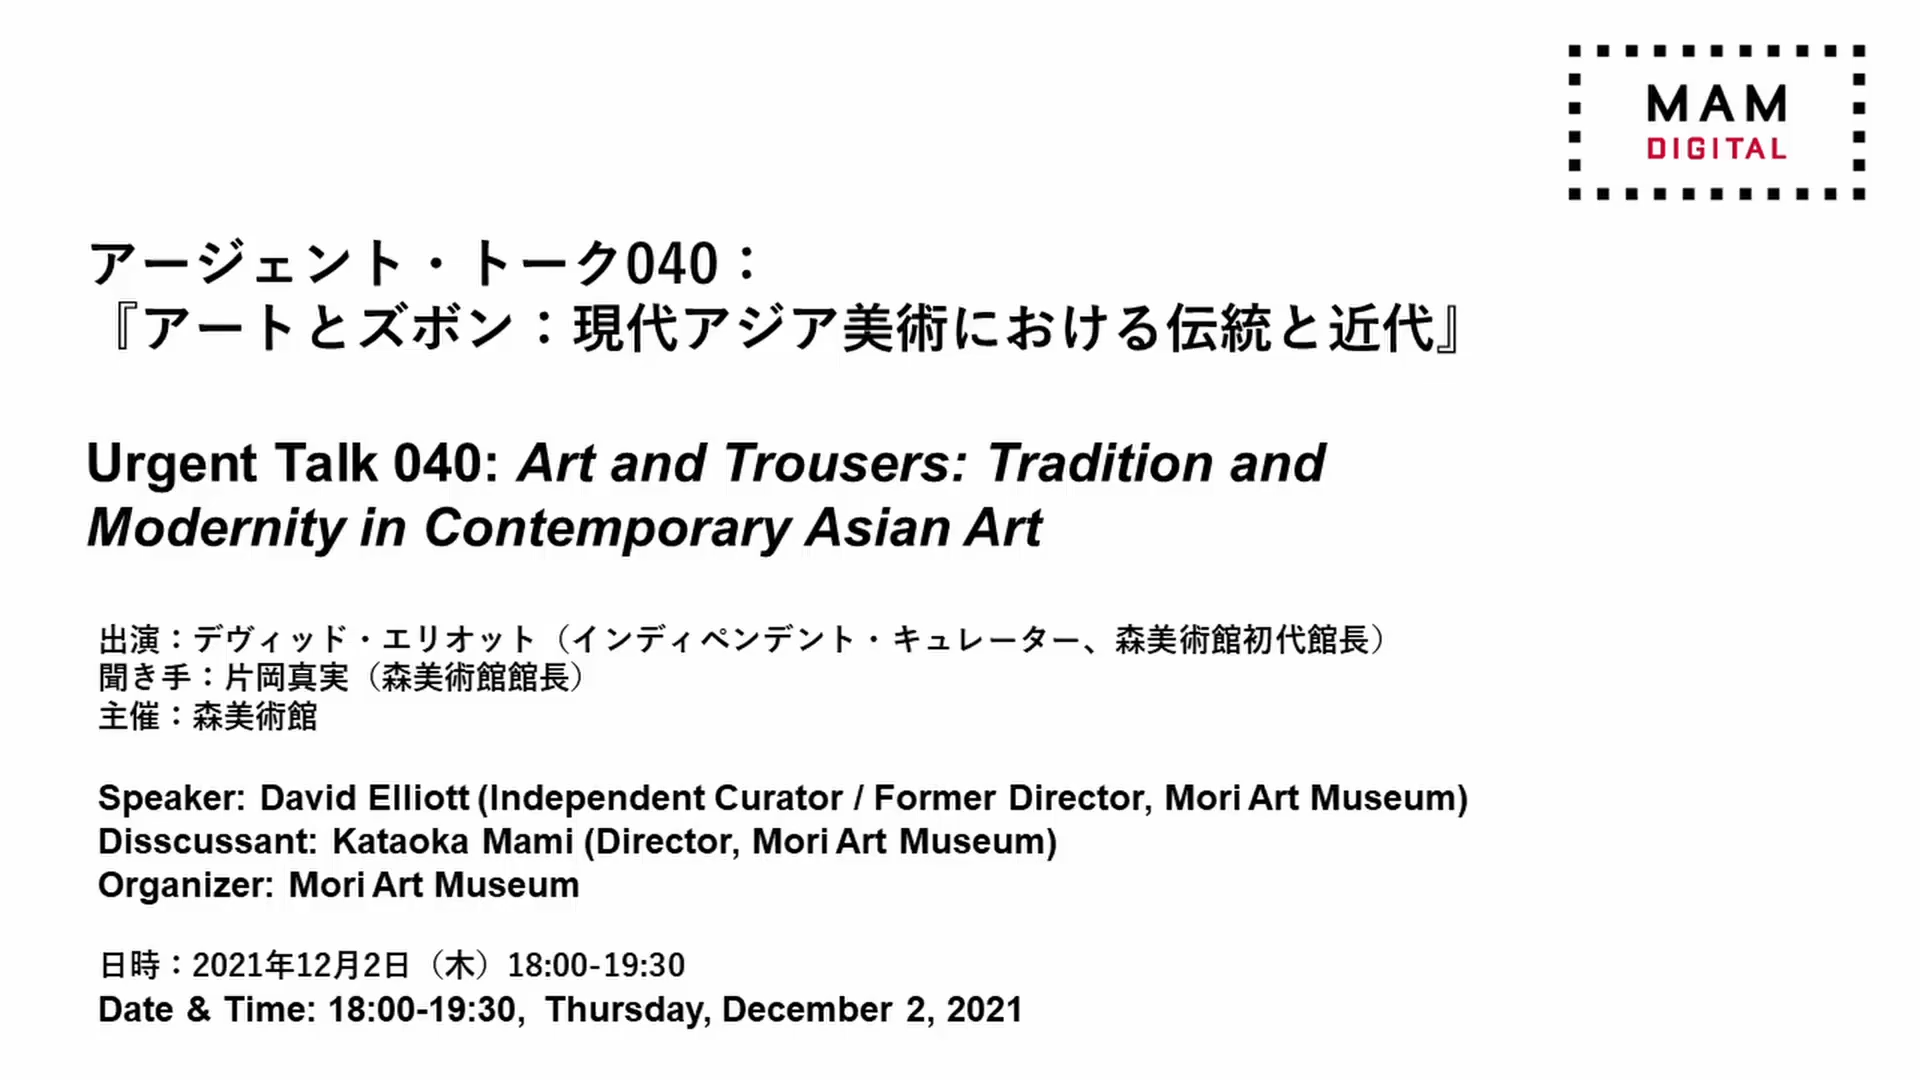 MAM
DIGITAL
アージェント・トーク040：
『アートとズボン：現代アジア美術における伝統と近代』
Urgent Talk 040: Art and Trousers: Tradition and
Modernity in Contemporary Asian Art
出演：デヴィッド・エリオット（インディペンデント・キュレーター、森美術館初代館長）
聞き手：片岡真実（森美術館館長）
主催：森美術館
Speaker: David Elliott (Independent Curator / Former Director, Mori Art Museum)
Disscussant: Kataoka Mami (Director, Mori Art Museum)
Organizer: Mori Art Museum
日時：2021年12月2日（木）18:00-19:30
Date & Time: 18:00-19:30, Thursday, December 2, 2021